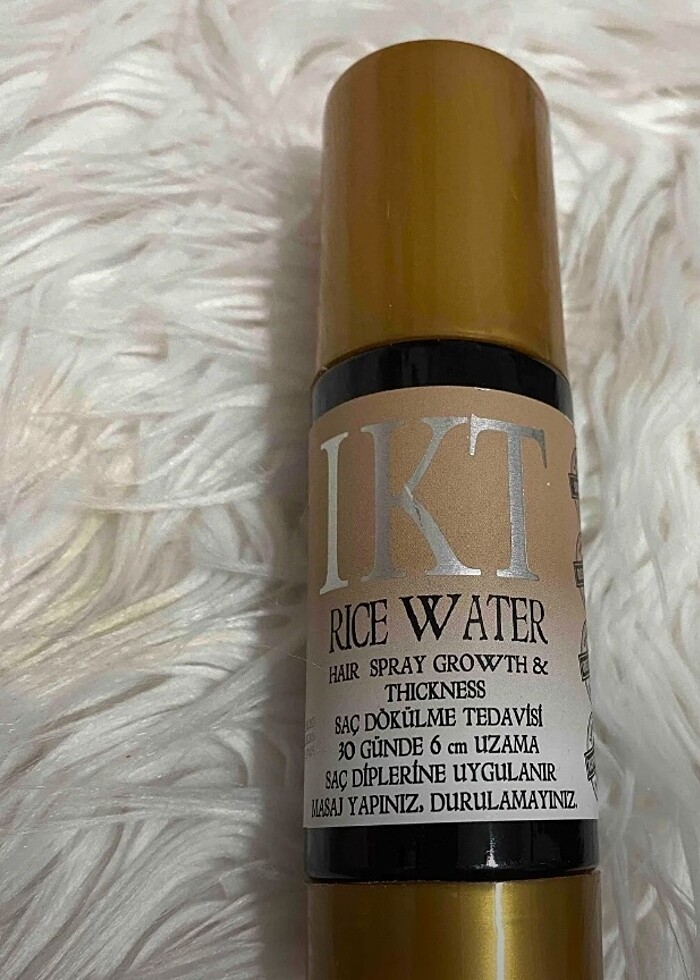 IKT
RICE WATER
HAIR SPRAY GROWTH &
THICKNESS
SAÇ DÖKÜLME TEDAVİSİ
30 GÜNDE 6 cm UZAMA
SAÇ DİPLERİNE UYGULANIR
MASAJ YAPINIZ, DURULAMAYINIZ.